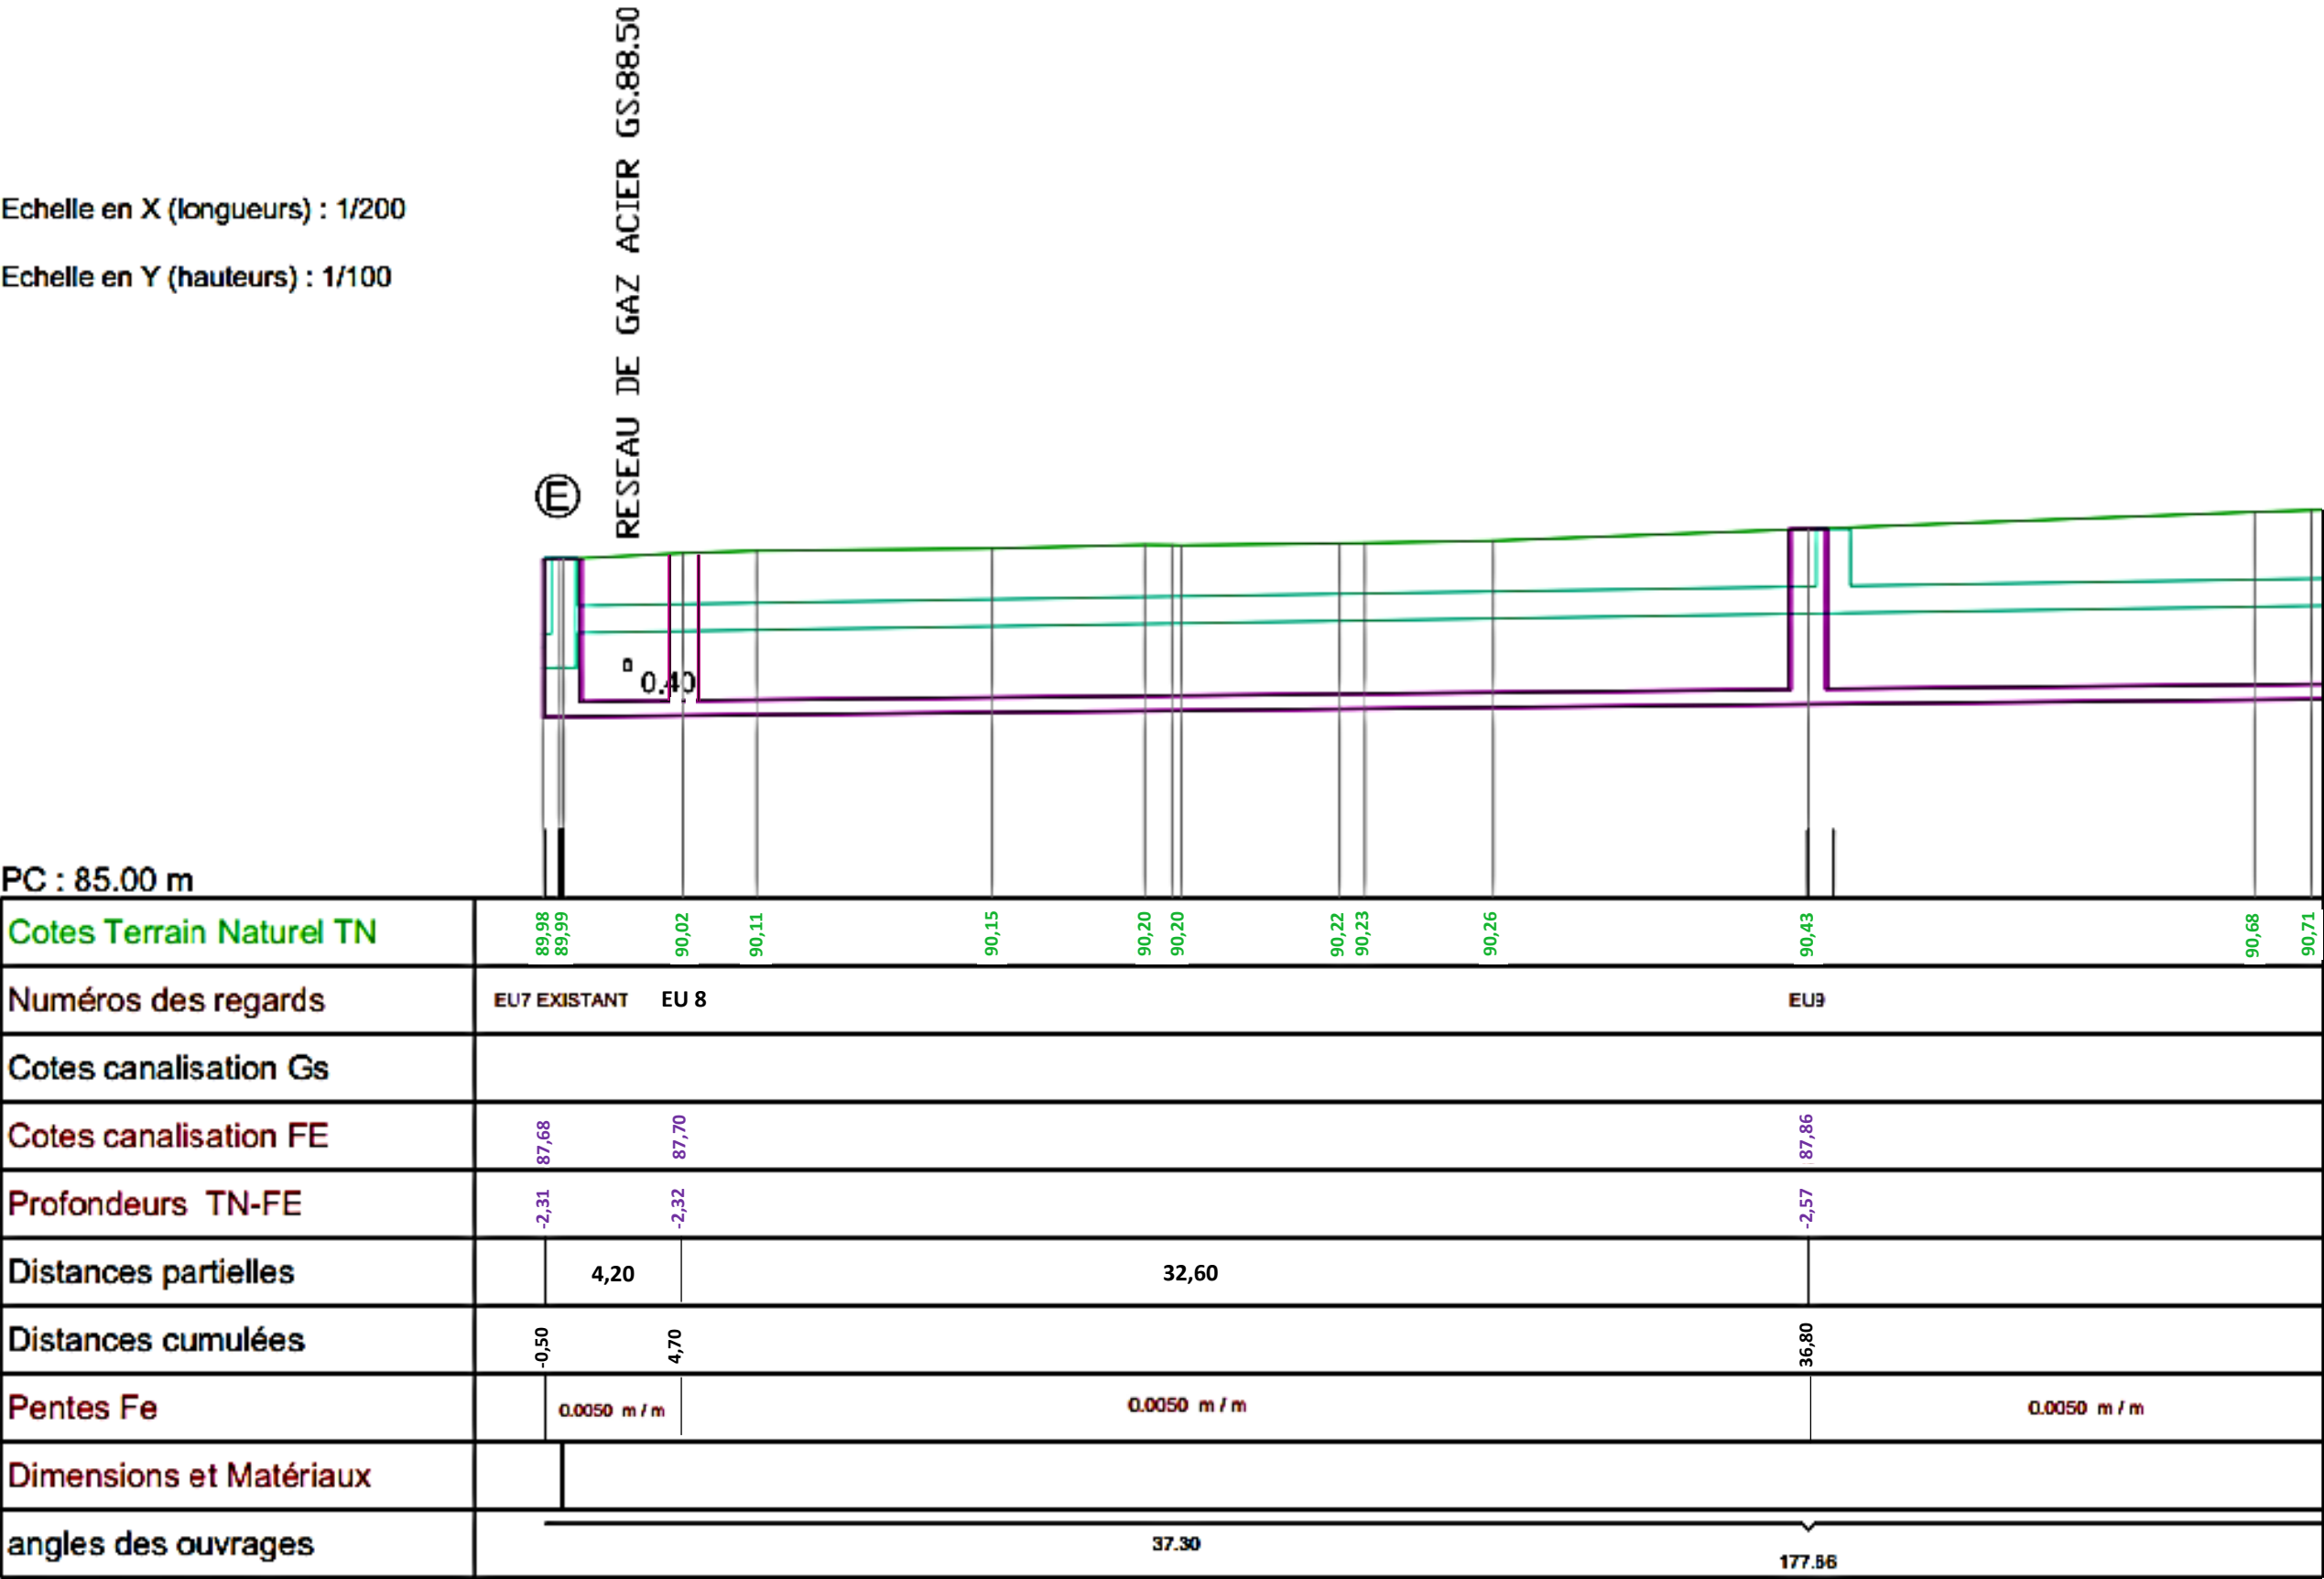 RESEAU DE GAZ ACIER GS.88.50
Echelle en X (longueurs) : 1/200
Echelle en Y (hauteurs) : 1/100
E
0.40
PC : 85.00 m
Cotes Terrain Naturel TN 89,98 89,99 90,02 90,11 90,15 90,20 90,20 90,22 90,23 90,26 90,43 90,68 90,71
Numéros des regards EU7 EXISTANT EU 8 EU9
Cotes canalisation Gs
Cotes canalisation FE 87,68 87,70 87,86
Profondeurs TN-FE -2,31 -2,32 -2,57
Distances partielles 4,20 32,60
Distances cumulées -0,50 4,70 36,80
Pentes Fe 0.0050 m / m 0.0050 m / m 0.0050 m / m
Dimensions et Matériaux
angles des ouvrages 37.30 177.66